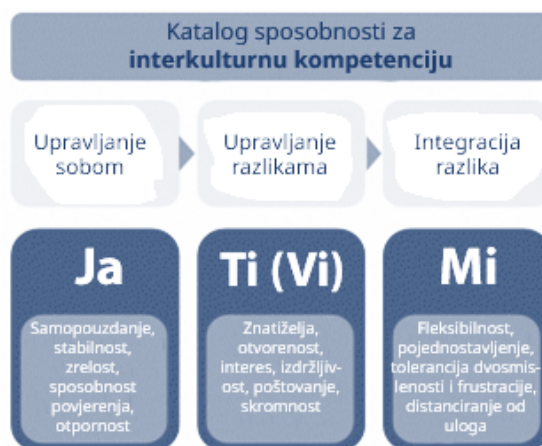 Katalog sposobnosti za
interkulturnu kompetenciju
Upravljanje
sobom
Upravljanje
razlikama
Integracija
razlika
Ja
Samopouzdanje,
stabilnost,
zrelost,
sposobnost
povjerenja,
otpornost
Ti (Vi)
Znatiželja,
otvorenost,
interes, izdržljiv-
ost, poštovanje,
skromnost
Mi
Fleksibilnost,
pojednostavljenje,
tolerancija dvosmis-
lenosti i frustracije,
distanciranje od
uloga